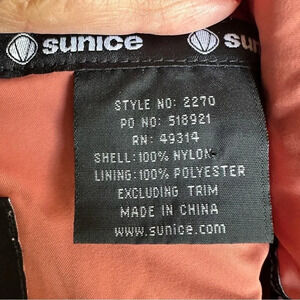 sunice sunice
STYLE NO: 2270
PO NO: 518921
RN: 49314
SHELL: 100% NYLON
LINING: 100% POLYESTER
EXCLUDING TRIM
MADE IN CHINA
www.sunice.com